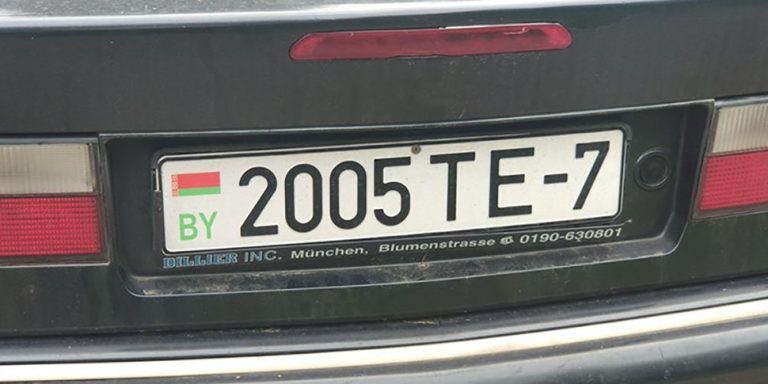 BY 2005 TE-7
DILLIER INC. München, Blumenstrasse 0190-630801